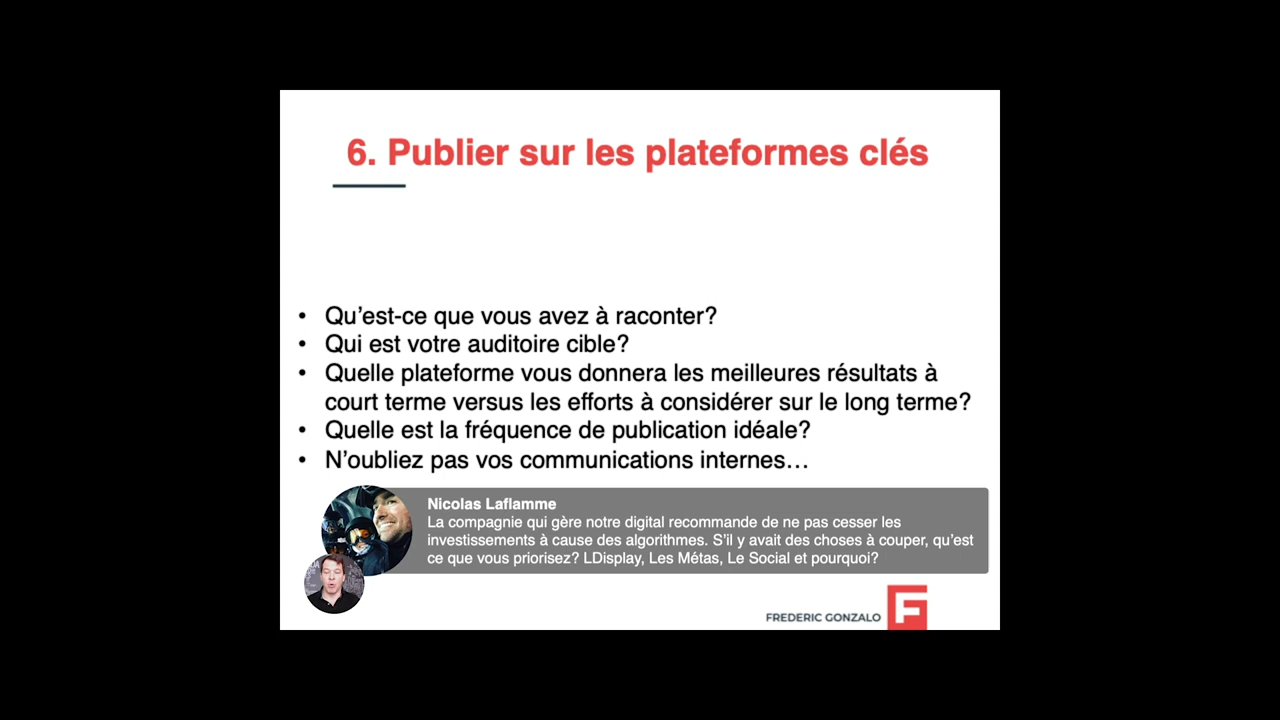 6. Publier sur les plateformes clés
• Qu'est-ce que vous avez à raconter?
• Qui est votre auditoire cible?
• Quelle plateforme vous donnera les meilleures résultats à
court terme versus les efforts à considérer sur le long terme?
• Quelle est la fréquence de publication idéale?
• N'oubliez pas vos communications internes…
Nicolas Laflamme
La compagnie qui gère notre digital recommande de ne pas cesser les
investissements à cause des algorithmes. S'il y avait des choses à couper, qu'est
ce que vous priorisez? LDisplay, Les Métas, Le Social et pourquoi?
FREDERIC GONZALO F